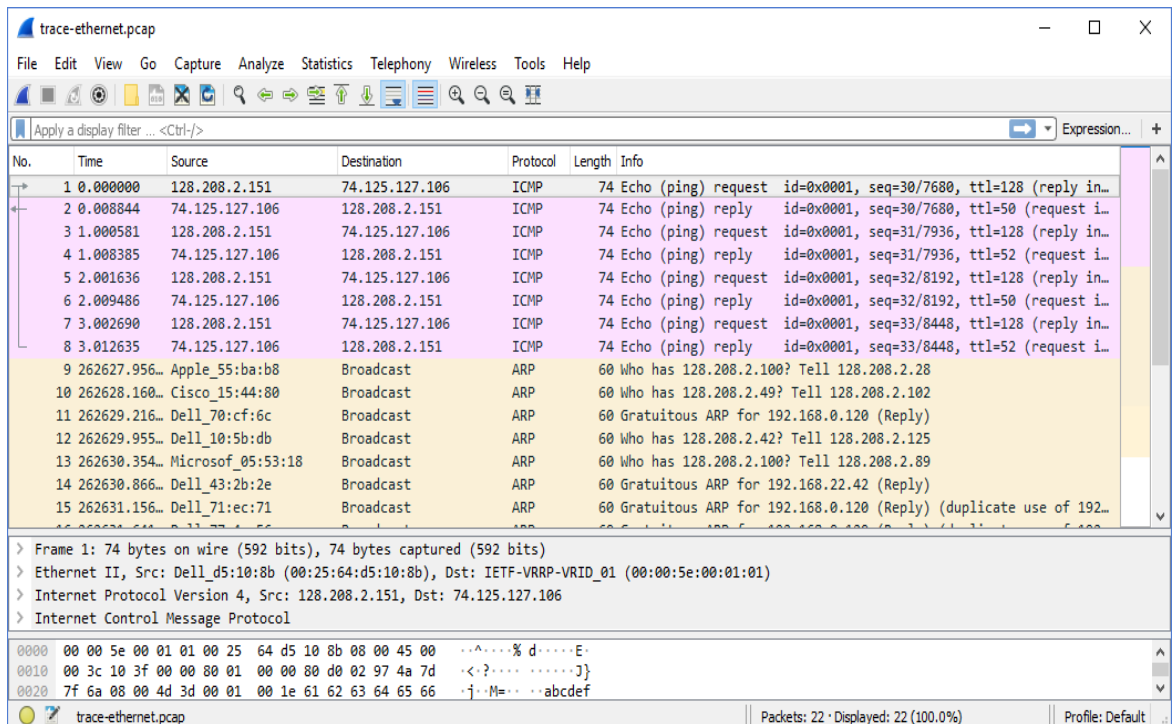 trace-ethernet.pcap
File Edit View Go Capture Analyze Statistics Telephony Wireless Tools Help
Apply a display filter ... <Ctrl-/> Expression... +
No. Time Source Destination Protocol Length Info
1 0.000000 128.208.2.151 74.125.127.106 ICMP 74 Echo (ping) request id=0x0001, seq=30/7680, ttl=128 (reply in…
2 0.008844 74.125.127.106 128.208.2.151 ICMP 74 Echo (ping) reply id=0x0001, seq=30/7680, ttl=50 (request i…
3 1.000581 128.208.2.151 74.125.127.106 ICMP 74 Echo (ping) request id=0x0001, seq=31/7936, ttl=128 (reply in…
4 1.008385 74.125.127.106 128.208.2.151 ICMP 74 Echo (ping) reply id=0x0001, seq=31/7936, ttl=52 (request i…
5 2.001636 128.208.2.151 74.125.127.106 ICMP 74 Echo (ping) request id=0x0001, seq=32/8192, ttl=128 (reply in…
6 2.009486 74.125.127.106 128.208.2.151 ICMP 74 Echo (ping) reply id=0x0001, seq=32/8192, ttl=50 (request i…
7 3.002690 128.208.2.151 74.125.127.106 ICMP 74 Echo (ping) request id=0x0001, seq=33/8448, ttl=128 (reply in…
8 3.012635 74.125.127.106 128.208.2.151 ICMP 74 Echo (ping) reply id=0x0001, seq=33/8448, ttl=52 (request i…
9 262627.956… Apple_55:ba:b8 Broadcast ARP 60 Who has 128.208.2.100? Tell 128.208.2.28
10 262628.160… Cisco_15:44:80 Broadcast ARP 60 Who has 128.208.2.49? Tell 128.208.2.102
11 262629.216… Dell_70:cf:6c Broadcast ARP 60 Gratuitous ARP for 192.168.0.120 (Reply)
12 262629.955… Dell_10:5b:db Broadcast ARP 60 Who has 128.208.2.42? Tell 128.208.2.125
13 262630.354… Microsof_05:53:18 Broadcast ARP 60 Who has 128.208.2.100? Tell 128.208.2.89
14 262630.866… Dell_43:2b:2e Broadcast ARP 60 Gratuitous ARP for 192.168.22.42 (Reply)
15 262631.156… Dell_71:ec:71 Broadcast ARP 60 Gratuitous ARP for 192.168.0.120 (Reply) (duplicate use of 192…
> Frame 1: 74 bytes on wire (592 bits), 74 bytes captured (592 bits)
> Ethernet II, Src: Dell_d5:10:8b (00:25:64:d5:10:8b), Dst: IETF-VRRP-VRID_01 (00:00:5e:00:01:01)
> Internet Protocol Version 4, Src: 128.208.2.151, Dst: 74.125.127.106
> Internet Control Message Protocol
0000 00 00 5e 00 01 01 00 25 64 d5 10 8b 08 00 45 00 ··^····% d·····E·
0010 00 3c 10 3f 00 00 80 01 00 00 80 d0 02 97 4a 7d ·<·?···· ······J}
0020 7f 6a 08 00 4d 3d 00 01 00 1e 61 62 63 64 65 66 ·j··M=·· ··abcdef
trace-ethernet.pcap Packets: 22 · Displayed: 22 (100.0%) Profile: Default